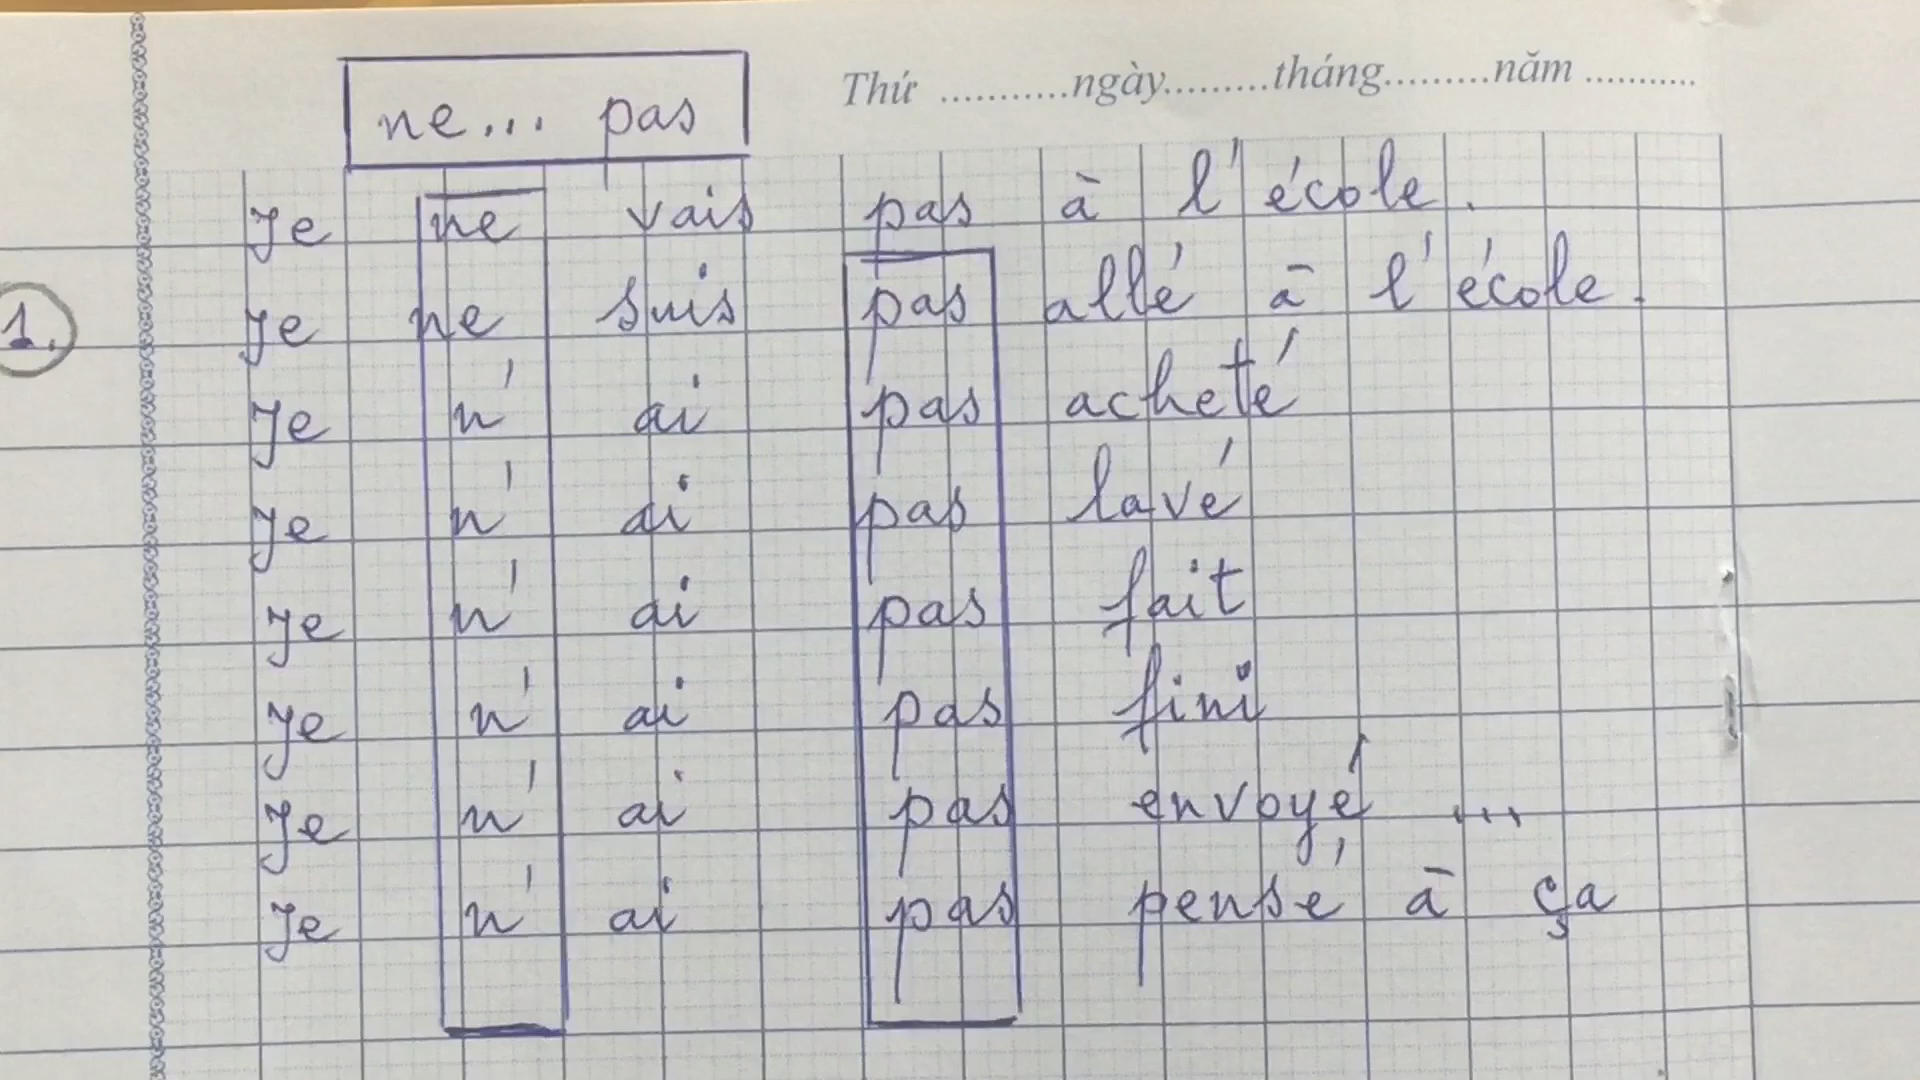 ne... pas
Thứ ...........ngày.........tháng.........năm ...........
Je ne vais pas à l'école.
1. Je ne suis pas allé à l'école.
Je n' ai pas acheté
Je n' ai pas lavé
Je n' ai pas fait
Je n' ai pas fini
Je n' ai pas envoyé ...
Je n' ai pas pensé à ça